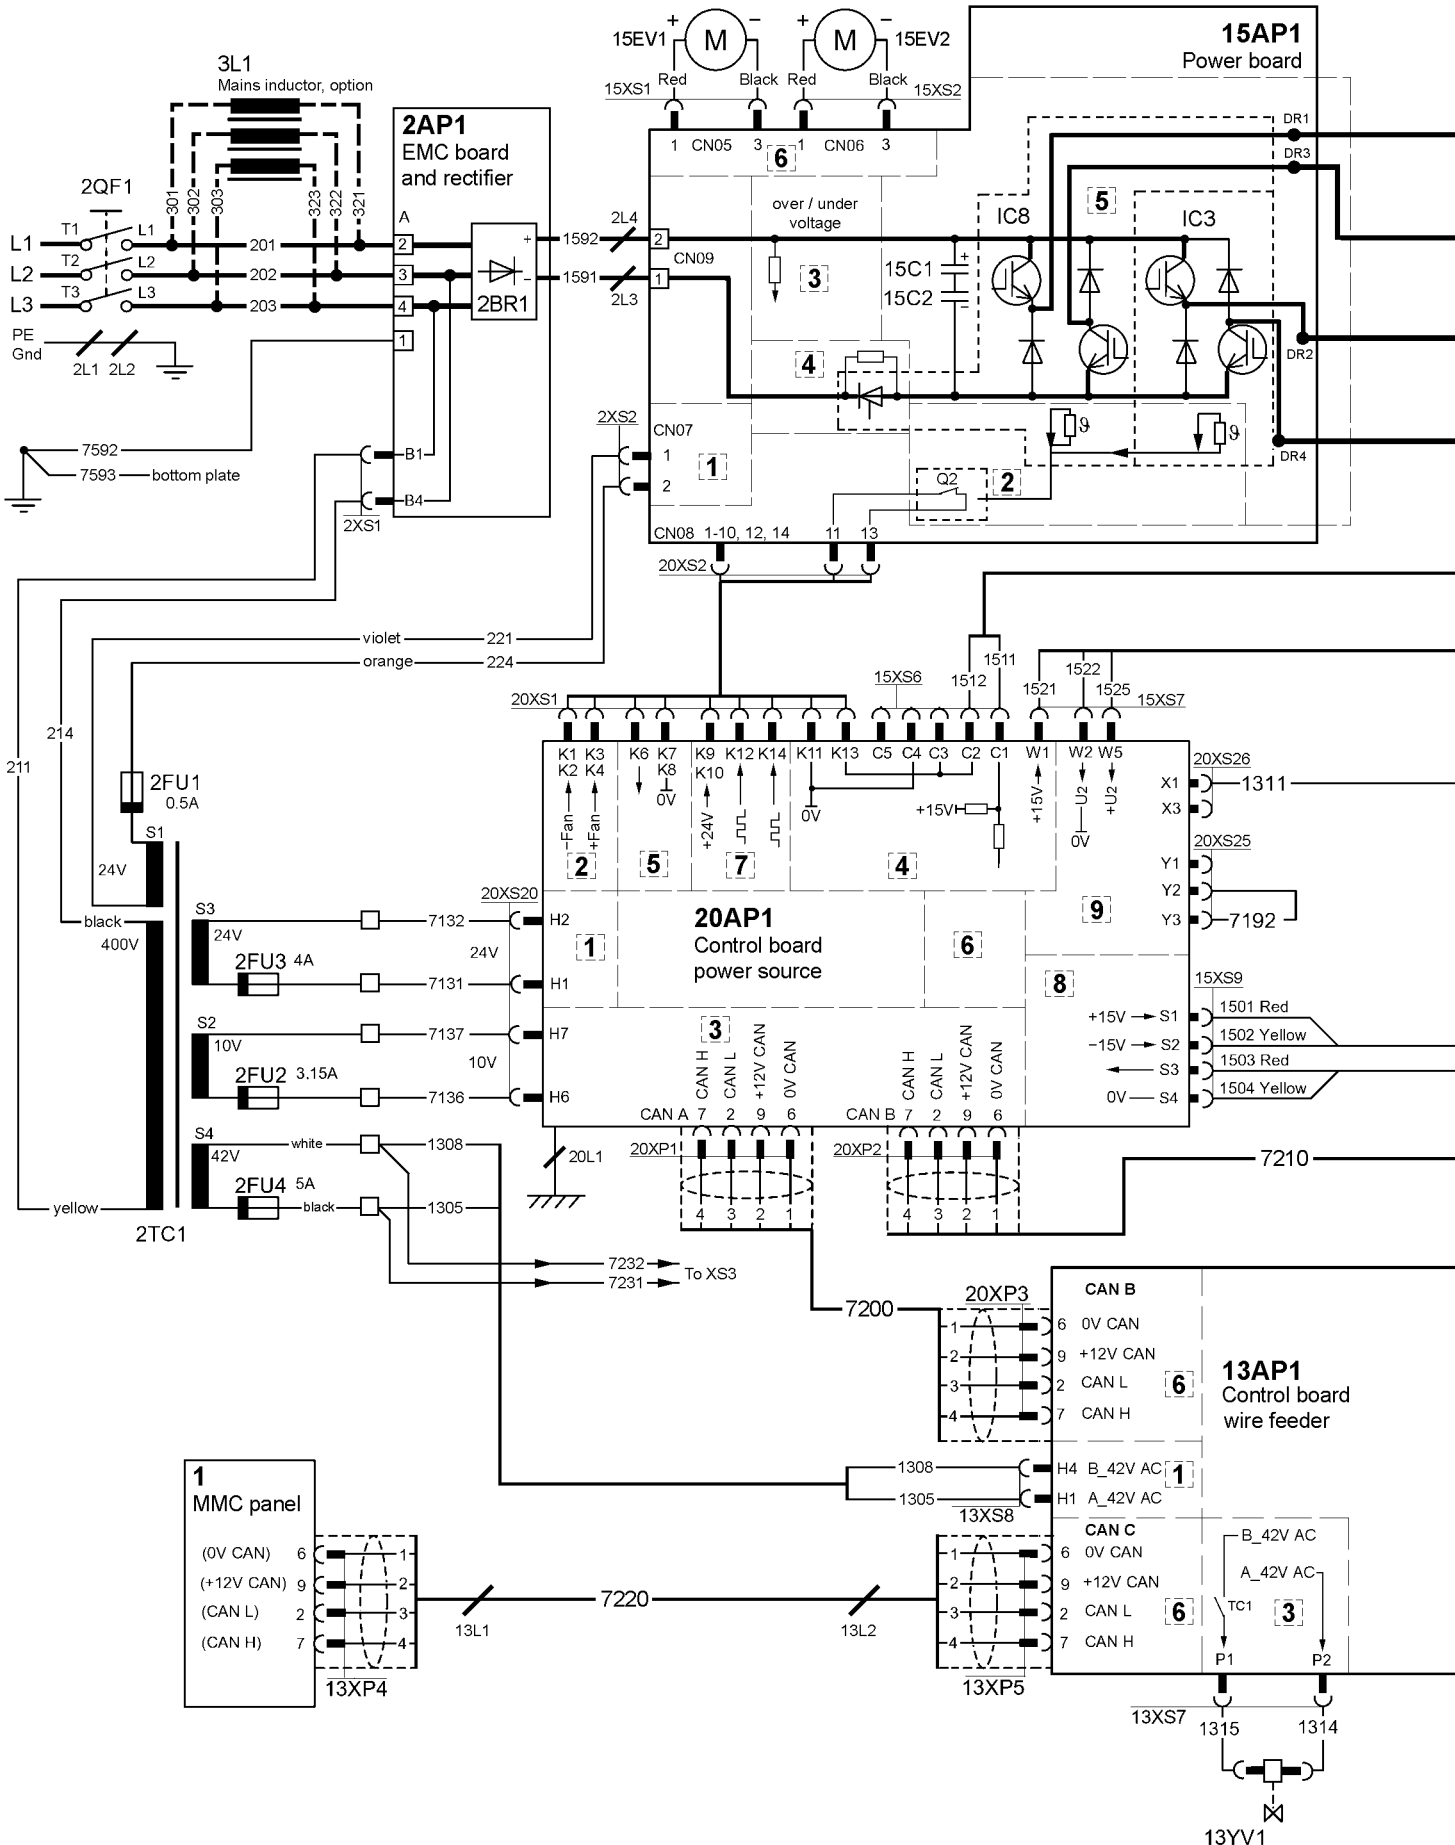 15EV1
+
M
−
+
M
−
15EV2
Red
Black
Red
Black
15XS1
15XS2
15AP1
Power board
3L1
Mains inductor, option
2AP1
EMC board
and rectifier
1
CN05
3
1
CN06
3
6
DR1
DR3
2QF1
301
302
303
323
322
321
A
over / under
voltage
5
IC8
IC3
L1
T1
L1
201
2
+
1592
2L4
2
L2
T2
L2
202
3
2BR1
−
1591
2L3
CN09
1
3
15C1
+
15C2
L3
T3
L3
203
4
PE
Gnd
2L1
2L2
1
4
DR2
7592
7593
bottom plate
B1
B4
2XS1
2XS2
CN07
1
2
1
ϑ
ϑ
DR4
Q2
2
CN08
1-10, 12, 14
11
13
20XS2
violet
221
orange
224
214
211
2FU1
0.5A
S1
24V
black
400V
yellow
2TC1
20XS1
15XS6
1512
1511
1521
1522
1525
15XS7
K1
K2
K3
K4
K6
K7
K8
K9
K10
K12
K14
K11
K13
C5
C4
C3
C2
C1
W1
W2
W5
−Fan
+Fan
0V
+24V
0V
+15V
+15V
U2
0V
+U2
2
5
7
4
9
20XS26
X1
1311
X3
20XS25
Y1
Y2
Y3
7192
20XS20
S3
24V
2FU3
4A
7132
24V
7131
H2
H1
1
20AP1
Control board
power source
6
8
S2
10V
2FU2
3.15A
7137
10V
7136
H7
H6
3
15XS9
+15V
S1
1501 Red
−15V
S2
1502 Yellow
S3
1503 Red
0V
S4
1504 Yellow
CAN H
CAN L
+12V CAN
0V CAN
CAN H
CAN L
+12V CAN
0V CAN
CAN A
7
2
9
6
CAN B
7
2
9
6
S4
42V
white
1308
2FU4
5A
black
1305
20L1
20XP1
20XP2
4
3
2
1
4
3
2
1
7210
7232
7231
To XS3
7200
20XP3
CAN B
1
6
0V CAN
2
9
+12V CAN
3
2
CAN L
6
4
7
CAN H
13AP1
Control board
wire feeder
1308
H4
B_42V AC
1305
H1
A_42V AC
1
13XS8
1
MMC panel
(0V CAN)
6
1
(+12V CAN)
9
2
(CAN L)
2
3
(CAN H)
7
4
13XP4
13L1
7220
13L2
CAN C
1
6
0V CAN
2
9
+12V CAN
3
2
CAN L
6
4
7
CAN H
13XP5
B_42V AC
A_42V AC
TC1
3
P1
P2
13XS7
1315
1314
13YV1